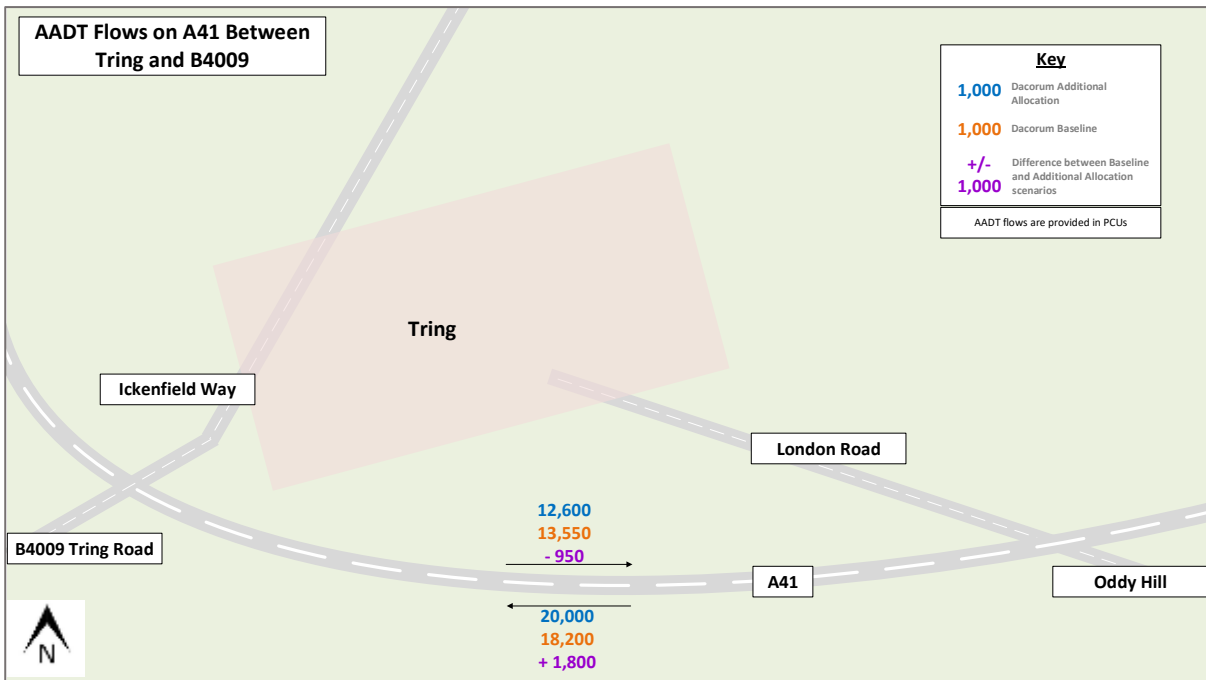 AADT Flows on A41 Between
Tring and B4009
Key
1,000 Dacorum Additional
Allocation
1,000 Dacorum Baseline
+/-
1,000
Difference between Baseline
and Additional Allocation
scenarios
AADT flows are provided in PCUs
Tring
Ickenfield Way
London Road
B4009 Tring Road
12,600
13,550
- 950
A41
Oddy Hill
20,000
18,200
+ 1,800
N